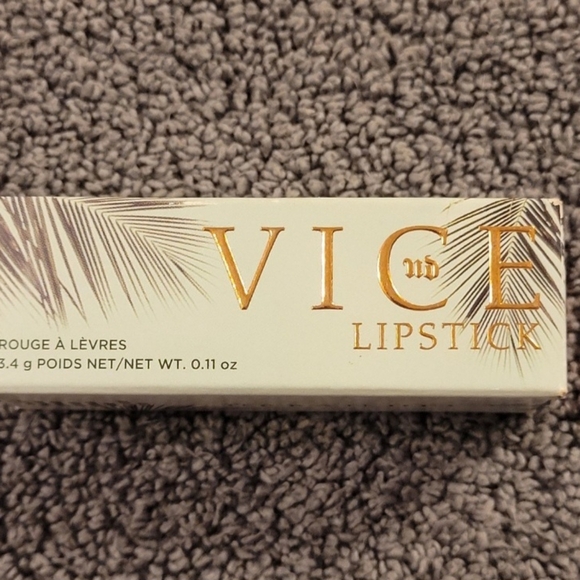 VICE
ud
LIPSTICK
ROUGE À LÈVRES
3.4 g POIDS NET/NET WT. 0.11 oz